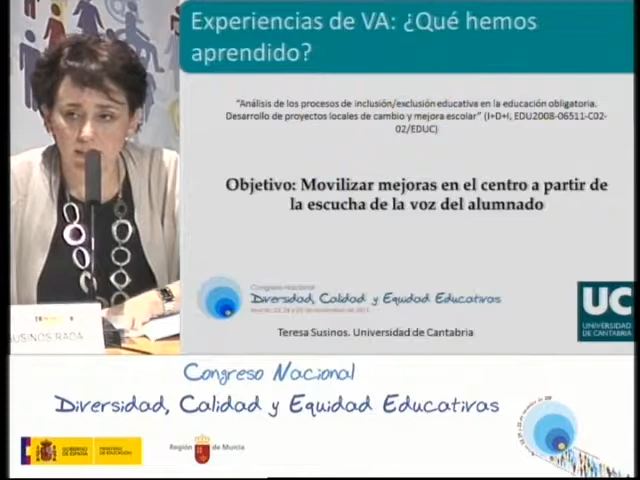 Experiencias de VA: ¿Qué hemos
aprendido?
"Análisis de los procesos de inclusión/exclusión educativa en la educación obligatoria.
Desarrollo de proyectos locales de cambio y mejora escolar" (I+D+I, EDU2008-06511-C02-
02/EDUC)
Objetivo: Movilizar mejoras en el centro a partir de
la escucha de la voz del alumnado
Congreso Nacional
Diversidad, Calidad y Equidad Educativas
UC
UNIVERSIDAD
DE CANTABRIA
Teresa Susinos. Universidad de Cantabria
SUSINOS RADA
Congreso Nacional
Diversidad, Calidad y Equidad Educativas
GOBIERNO
DE ESPAÑA
MINISTERIO
DE EDUCACIÓN
Región de Murcia